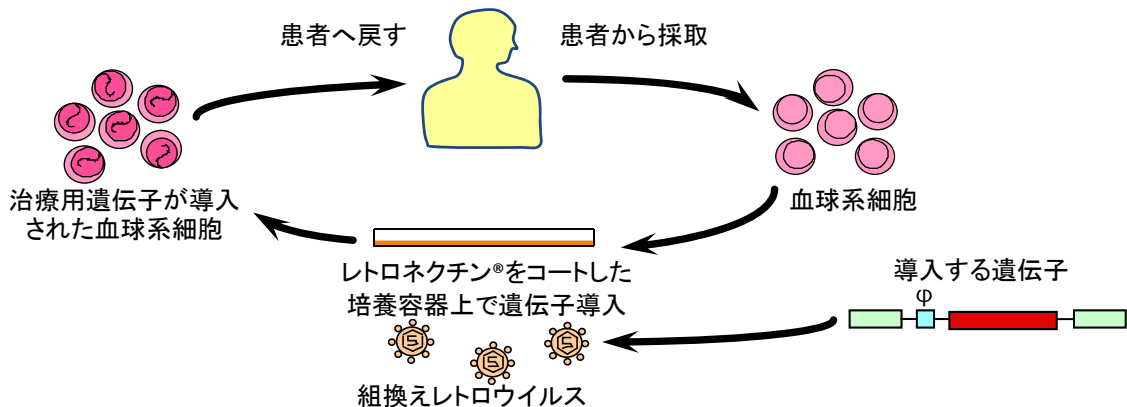 患者へ戻す
患者から採取
治療用遺伝子が導入
された血球系細胞
血球系細胞
レトロネクチン®をコートした
培養容器上で遺伝子導入
導入する遺伝子
φ
組換えレトロウイルス